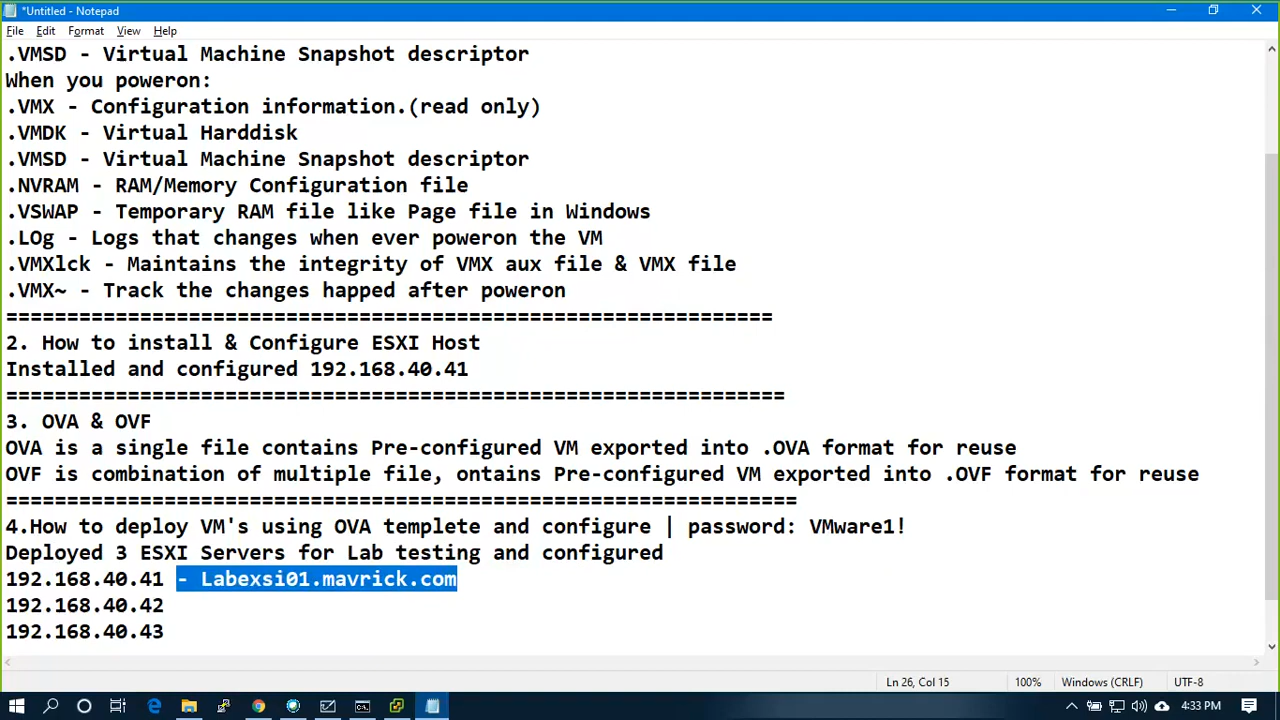 *Untitled - Notepad
File Edit Format View Help
.VMSD - Virtual Machine Snapshot descriptor
When you poweron:
.VMX - Configuration information.(read only)
.VMDK - Virtual Harddisk
.VMSD - Virtual Machine Snapshot descriptor
.NVRAM - RAM/Memory Configuration file
.VSWAP - Temporary RAM file like Page file in Windows
.LOg - Logs that changes when ever poweron the VM
.VMXlck - Maintains the integrity of VMX aux file & VMX file
.VMX~ - Track the changes happed after poweron
===============================================================
2. How to install & Configure ESXI Host
Installed and configured 192.168.40.41
================================================================
3. OVA & OVF
OVA is a single file contains Pre-configured VM exported into .OVA format for reuse
OVF is combination of multiple file, ontains Pre-configured VM exported into .OVF format for reuse
=================================================================
4.How to deploy VM's using OVA templete and configure | password: VMware1!
Deployed 3 ESXI Servers for Lab testing and configured
192.168.40.41 - Labexsi01.mavrick.com
192.168.40.42
192.168.40.43
Ln 26, Col 15 100% Windows (CRLF) UTF-8
4:33 PM